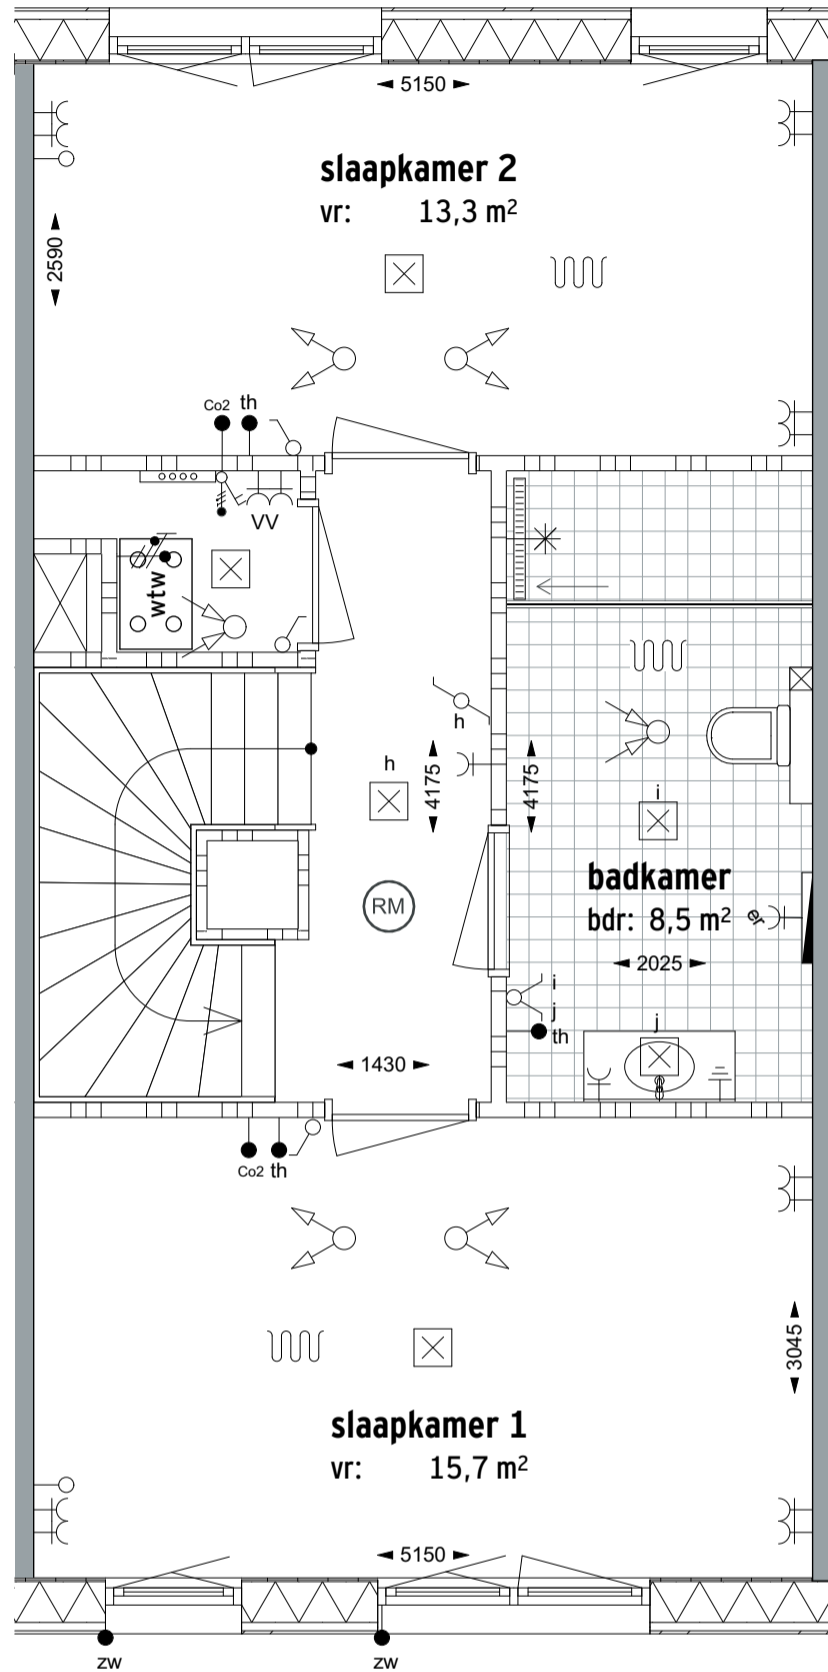 5150
slaapkamer 2
vr: 13,3 m²
2590
Co2 th
VV
wtw
h
h
4175
4175
i
RM
badkamer
bdr: 8,5 m²
er
2025
i
j
th
j
1430
Co2 th
3045
slaapkamer 1
vr: 15,7 m²
5150
zw
zw